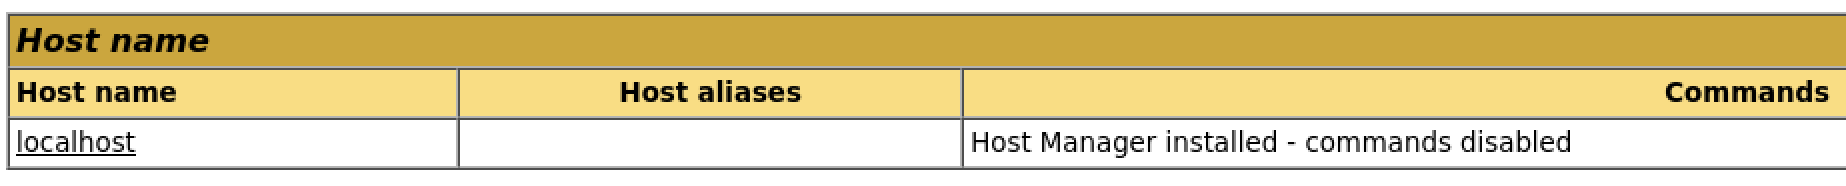 Host name
Host name Host aliases Commands
localhost Host Manager installed - commands disabled